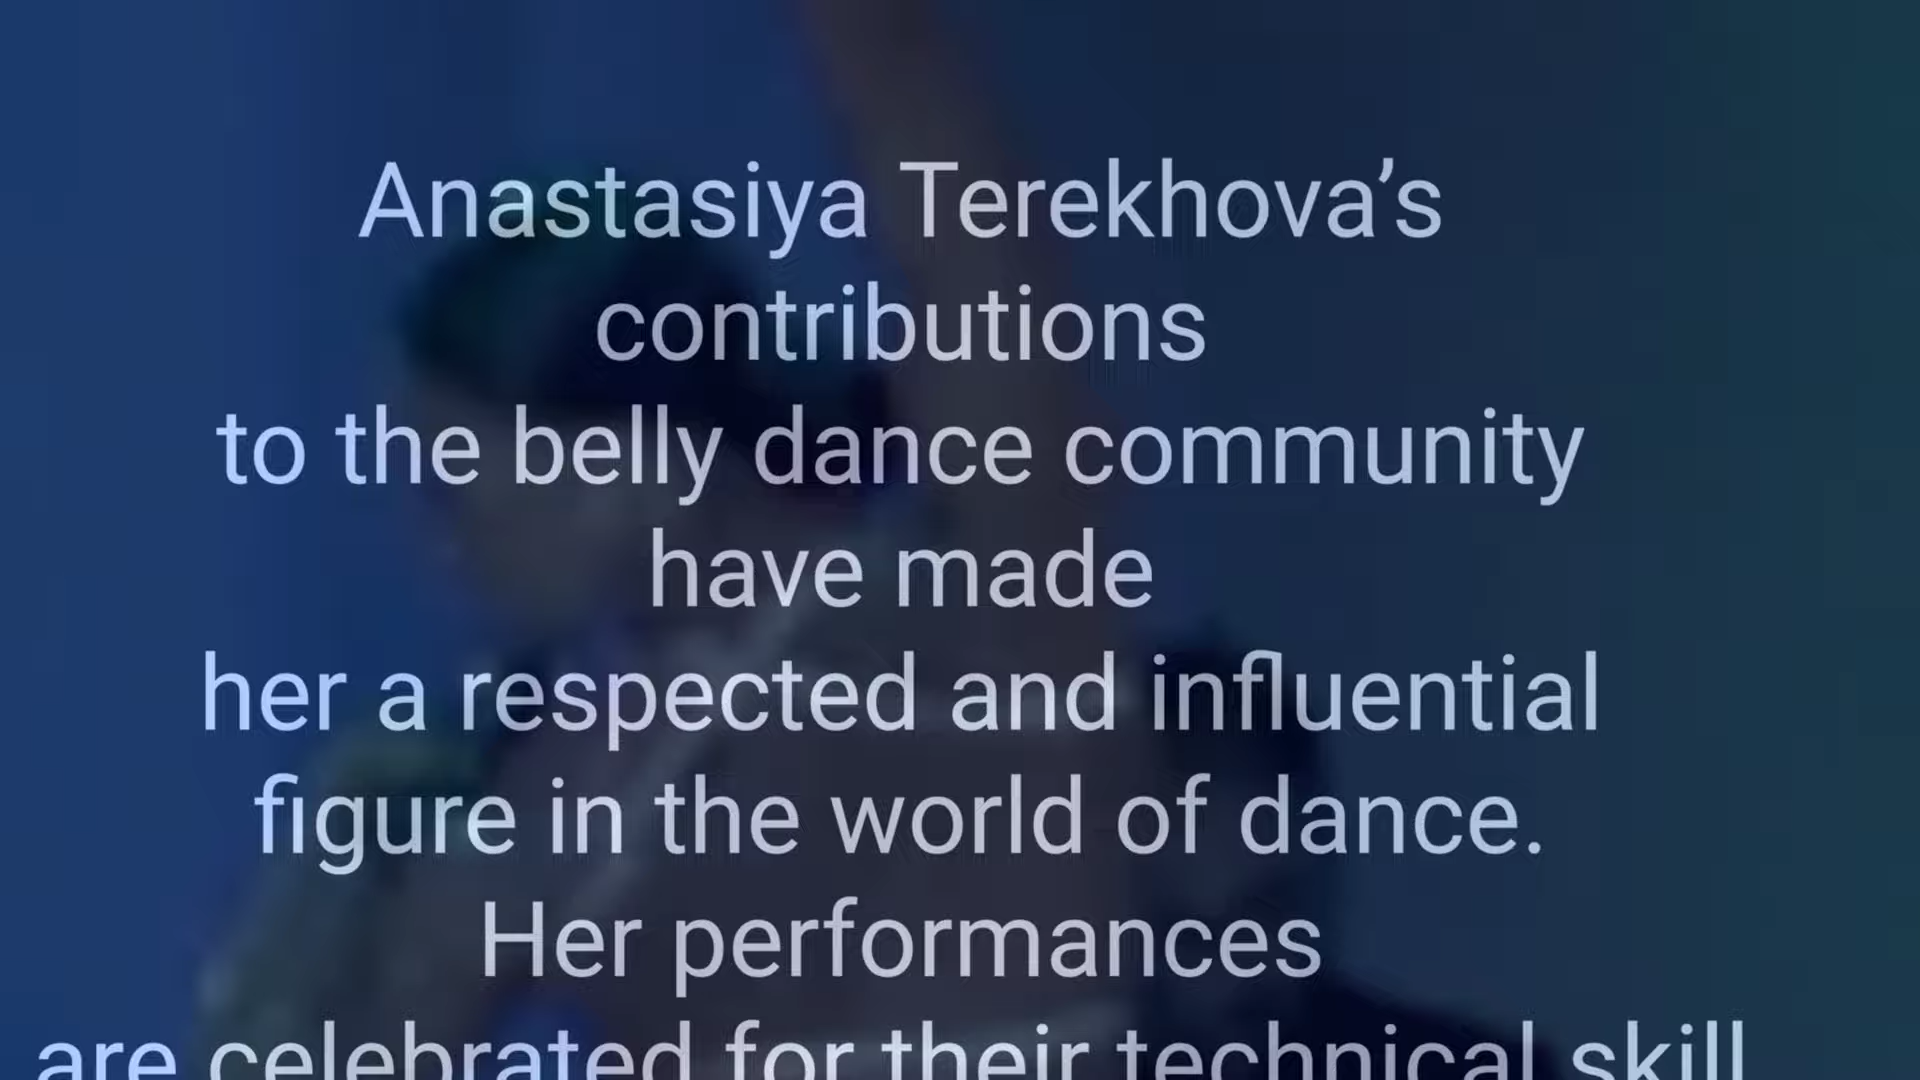 Anastasiya Terekhova’s
contributions
to the belly dance community
have made
her a respected and influential
figure in the world of dance.
Her performances
are celebrated for their technical skill